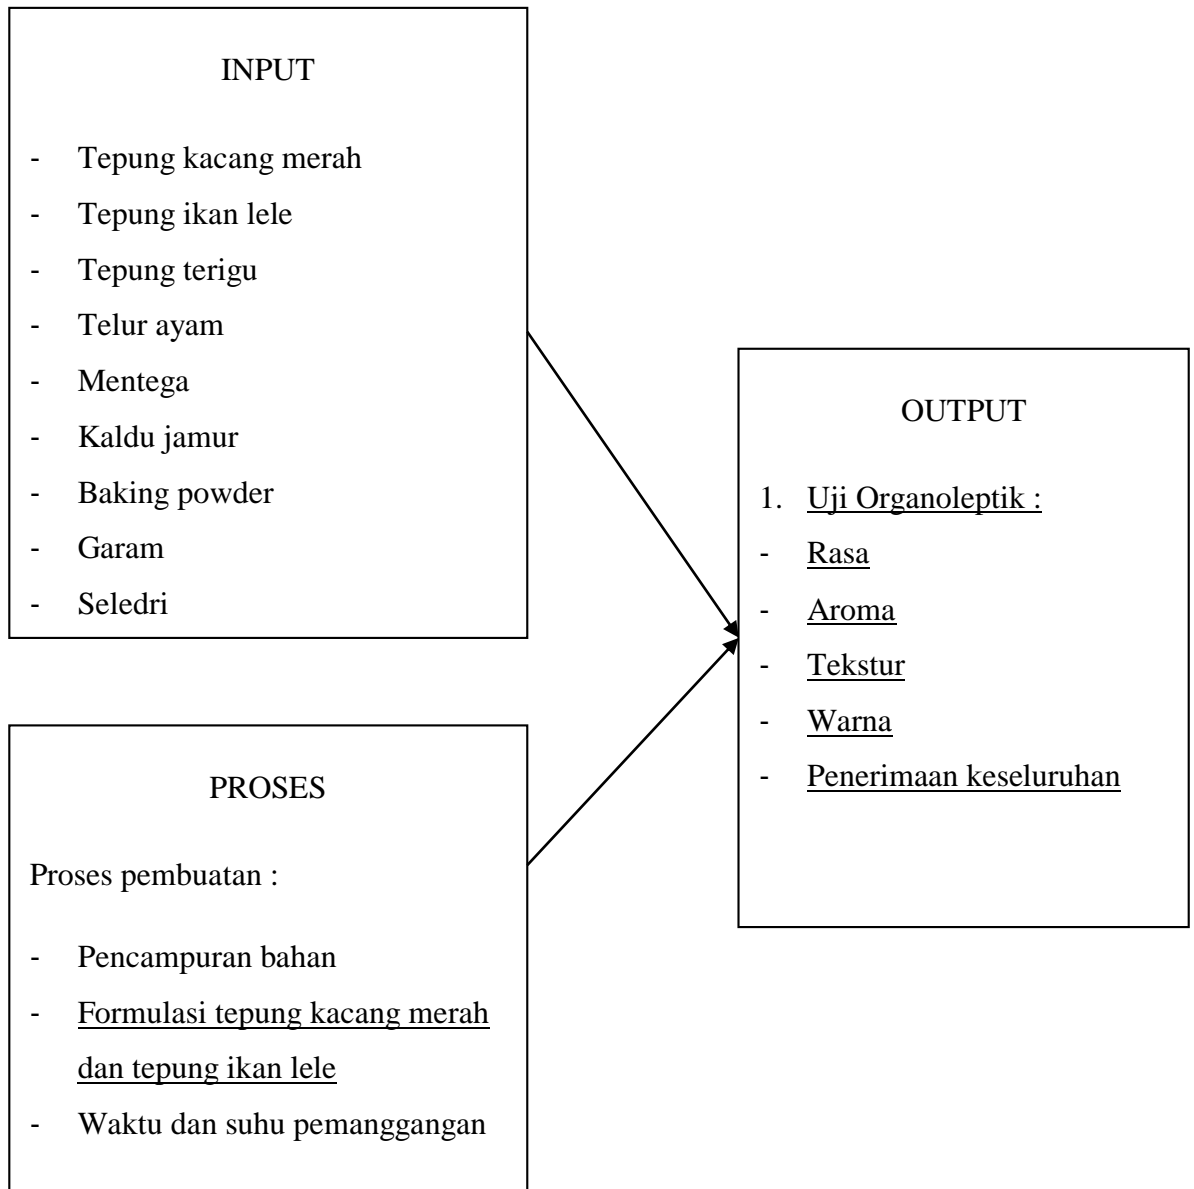 INPUT
- Tepung kacang merah
- Tepung ikan lele
- Tepung terigu
- Telur ayam
- Mentega
- Kaldu jamur
- Baking powder
- Garam
- Seledri
PROSES
Proses pembuatan :
- Pencampuran bahan
- Formulasi tepung kacang merah
dan tepung ikan lele
- Waktu dan suhu pemanggangan
OUTPUT
1. Uji Organoleptik :
- Rasa
- Aroma
- Tekstur
- Warna
- Penerimaan keseluruhan